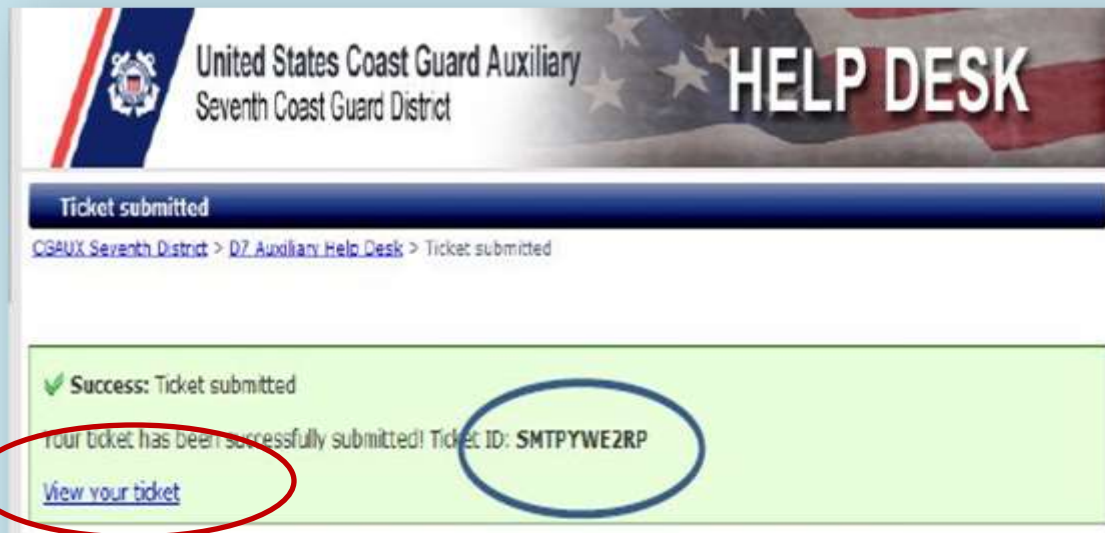 United States Coast Guard Auxiliary
Seventh Coast Guard District
HELP DESK
Ticket submitted
CGAUX Seventh District > D7 Auxiliary Help Desk > Ticket submitted
Success: Ticket submitted
Your ticket has been successfully submitted! Ticket ID: SMTPYWE2RP
View your ticket